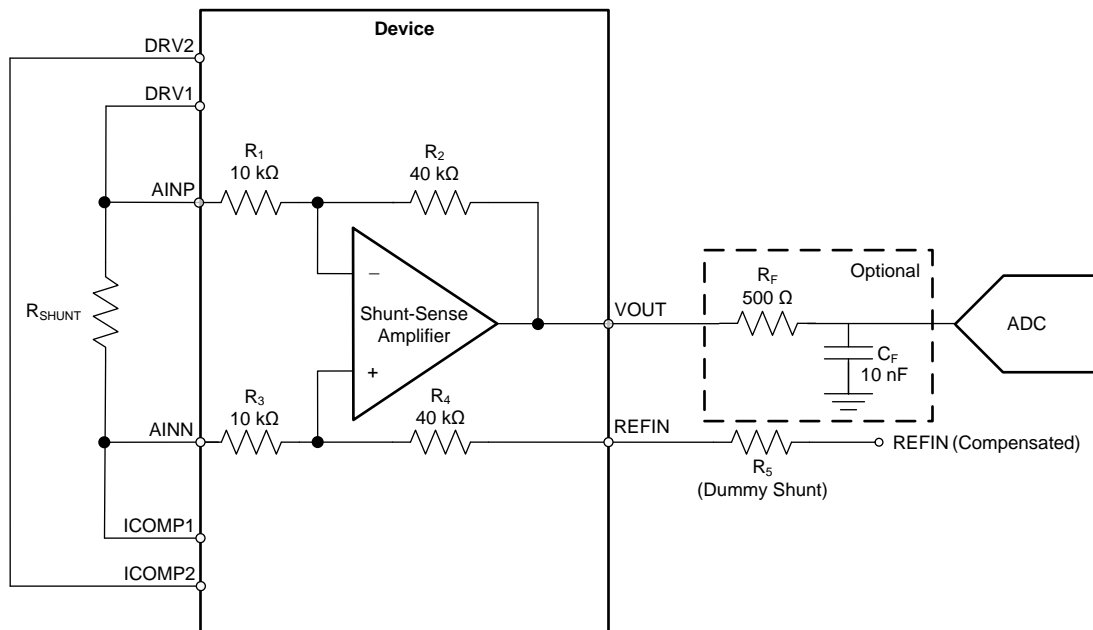 Device
DRV2
DRV1
R1
10 kΩ
R2
40 kΩ
AINP
Optional
RF
500 Ω
RSHUNT
−
Shunt-Sense
Amplifier
VOUT
ADC
+
CF
10 nF
R3
10 kΩ
R4
40 kΩ
AINN
REFIN
REFIN (Compensated)
R5
(Dummy Shunt)
ICOMP1
ICOMP2